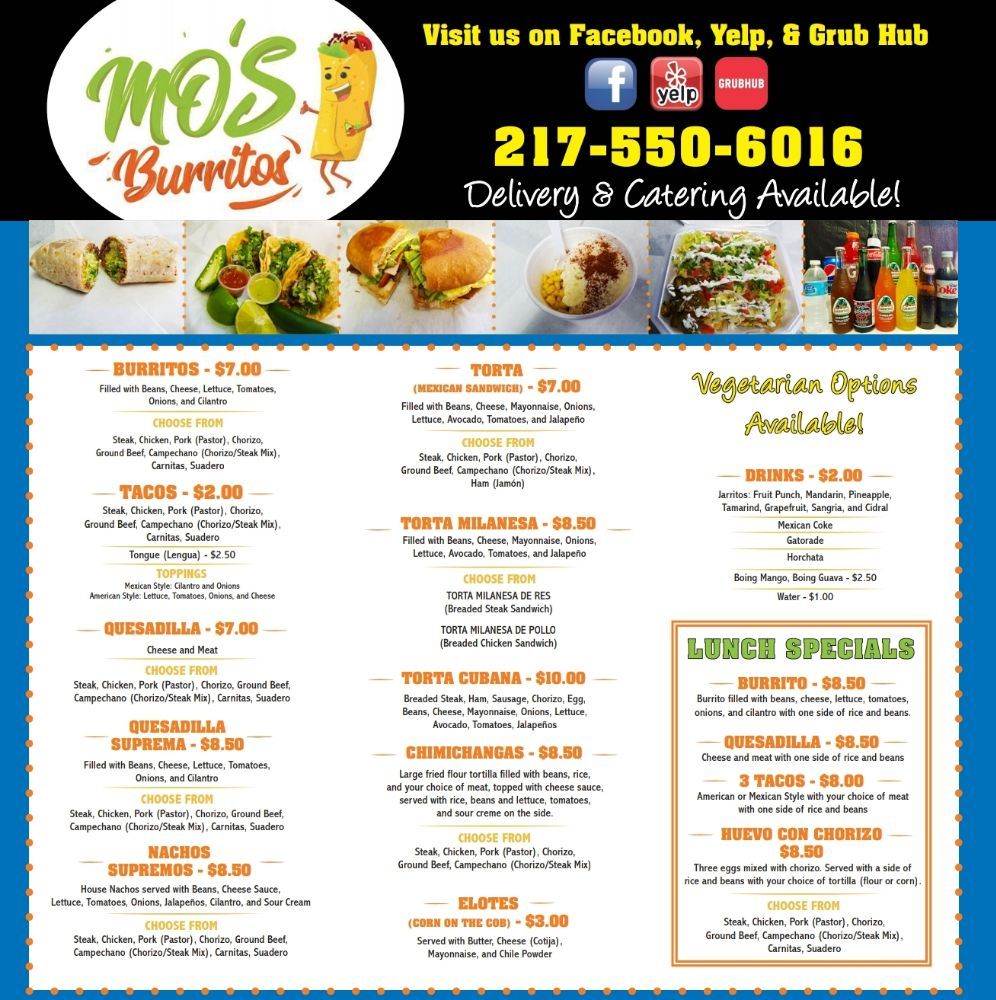 MO'S
Burritos
Visit us on Facebook, Yelp, & Grub Hub
f
yelp
GRUBHUB
217-550-6016
Delivery & Catering Available!
BURRITOS - $7.00
Filled with Beans, Cheese, Lettuce, Tomatoes,
Onions, and Cilantro
CHOOSE FROM
Steak, Chicken, Pork (Pastor), Chorizo,
Ground Beef, Campechano (Chorizo/Steak Mix),
Carnitas, Suadero
TACOS - $2.00
Steak, Chicken, Pork (Pastor), Chorizo,
Ground Beef, Campechano (Chorizo/Steak Mix),
Carnitas, Suadero
Tongue (Lengua) - $2.50
TOPPINGS
Mexican Style: Cilantro and Onions
American Style: Lettuce, Tomatoes, Onions, and Cheese
QUESADILLA - $7.00
Cheese and Meat
CHOOSE FROM
Steak, Chicken, Pork (Pastor), Chorizo, Ground Beef,
Campechano (Chorizo/Steak Mix), Carnitas, Suadero
QUESADILLA
SUPREMA - $8.50
Filled with Beans, Cheese, Lettuce, Tomatoes,
Onions, and Cilantro
CHOOSE FROM
Steak, Chicken, Pork (Pastor), Chorizo, Ground Beef,
Campechano (Chorizo/Steak Mix), Carnitas, Suadero
NACHOS
SUPREMOS - $8.50
House Nachos served with Beans, Cheese Sauce,
Lettuce, Tomatoes, Onions, Jalapeños, Cilantro, and Sour Cream
CHOOSE FROM
Steak, Chicken, Pork (Pastor), Chorizo, Ground Beef,
Campechano (Chorizo/Steak Mix), Carnitas, Suadero
TORTA
(MEXICAN SANDWICH) - $7.00
Filled with Beans, Cheese, Mayonnaise, Onions,
Lettuce, Avocado, Tomatoes, and Jalapeño
CHOOSE FROM
Steak, Chicken, Pork (Pastor), Chorizo,
Ground Beef, Campechano (Chorizo/Steak Mix),
Ham (Jamón)
TORTA MILANESA - $8.50
Filled with Beans, Cheese, Mayonnaise, Onions,
Lettuce, Avocado, Tomatoes, and Jalapeño
CHOOSE FROM
TORTA MILANESA DE RES
(Breaded Steak Sandwich)
TORTA MILANESA DE POLLO
(Breaded Chicken Sandwich)
TORTA CUBANA - $10.00
Breaded Steak, Ham, Sausage, Chorizo, Egg,
Beans, Cheese, Mayonnaise, Onions, Lettuce,
Avocado, Tomatoes, Jalapeños
CHIMICHANGAS - $8.50
Large fried flour tortilla filled with beans, rice,
and your choice of meat, topped with cheese sauce,
served with rice, beans and lettuce, tomatoes,
and sour creme on the side.
CHOOSE FROM
Steak, Chicken, Pork (Pastor), Chorizo,
Ground Beef, Campechano (Chorizo/Steak Mix)
ELOTES
(CORN ON THE COB) - $3.00
Served with Butter, Cheese (Cotija),
Mayonnaise, and Chile Powder
Vegetarian Options
Available!
DRINKS - $2.00
Jarritos: Fruit Punch, Mandarin, Pineapple,
Tamarind, Grapefruit, Sangria, and Cidral
Mexican Coke
Gatorade
Horchata
Boing Mango, Boing Guava - $2.50
Water - $1.00
LUNCH SPECIALS
BURRITO - $8.50
Burrito filled with beans, cheese, lettuce, tomatoes,
onions, and cilantro with one side of rice and beans.
QUESADILLA - $8.50
Cheese and meat with one side of rice and beans
3 TACOS - $8.00
American or Mexican Style with your choice of meat
with one side of rice and beans
HUEVO CON CHORIZO
$8.50
Three eggs mixed with chorizo. Served with a side of
rice and beans with your choice of tortilla (flour or corn).
CHOOSE FROM
Steak, Chicken, Pork (Pastor), Chorizo,
Ground Beef, Campechano (Chorizo/Steak Mix),
Carnitas, Suadero